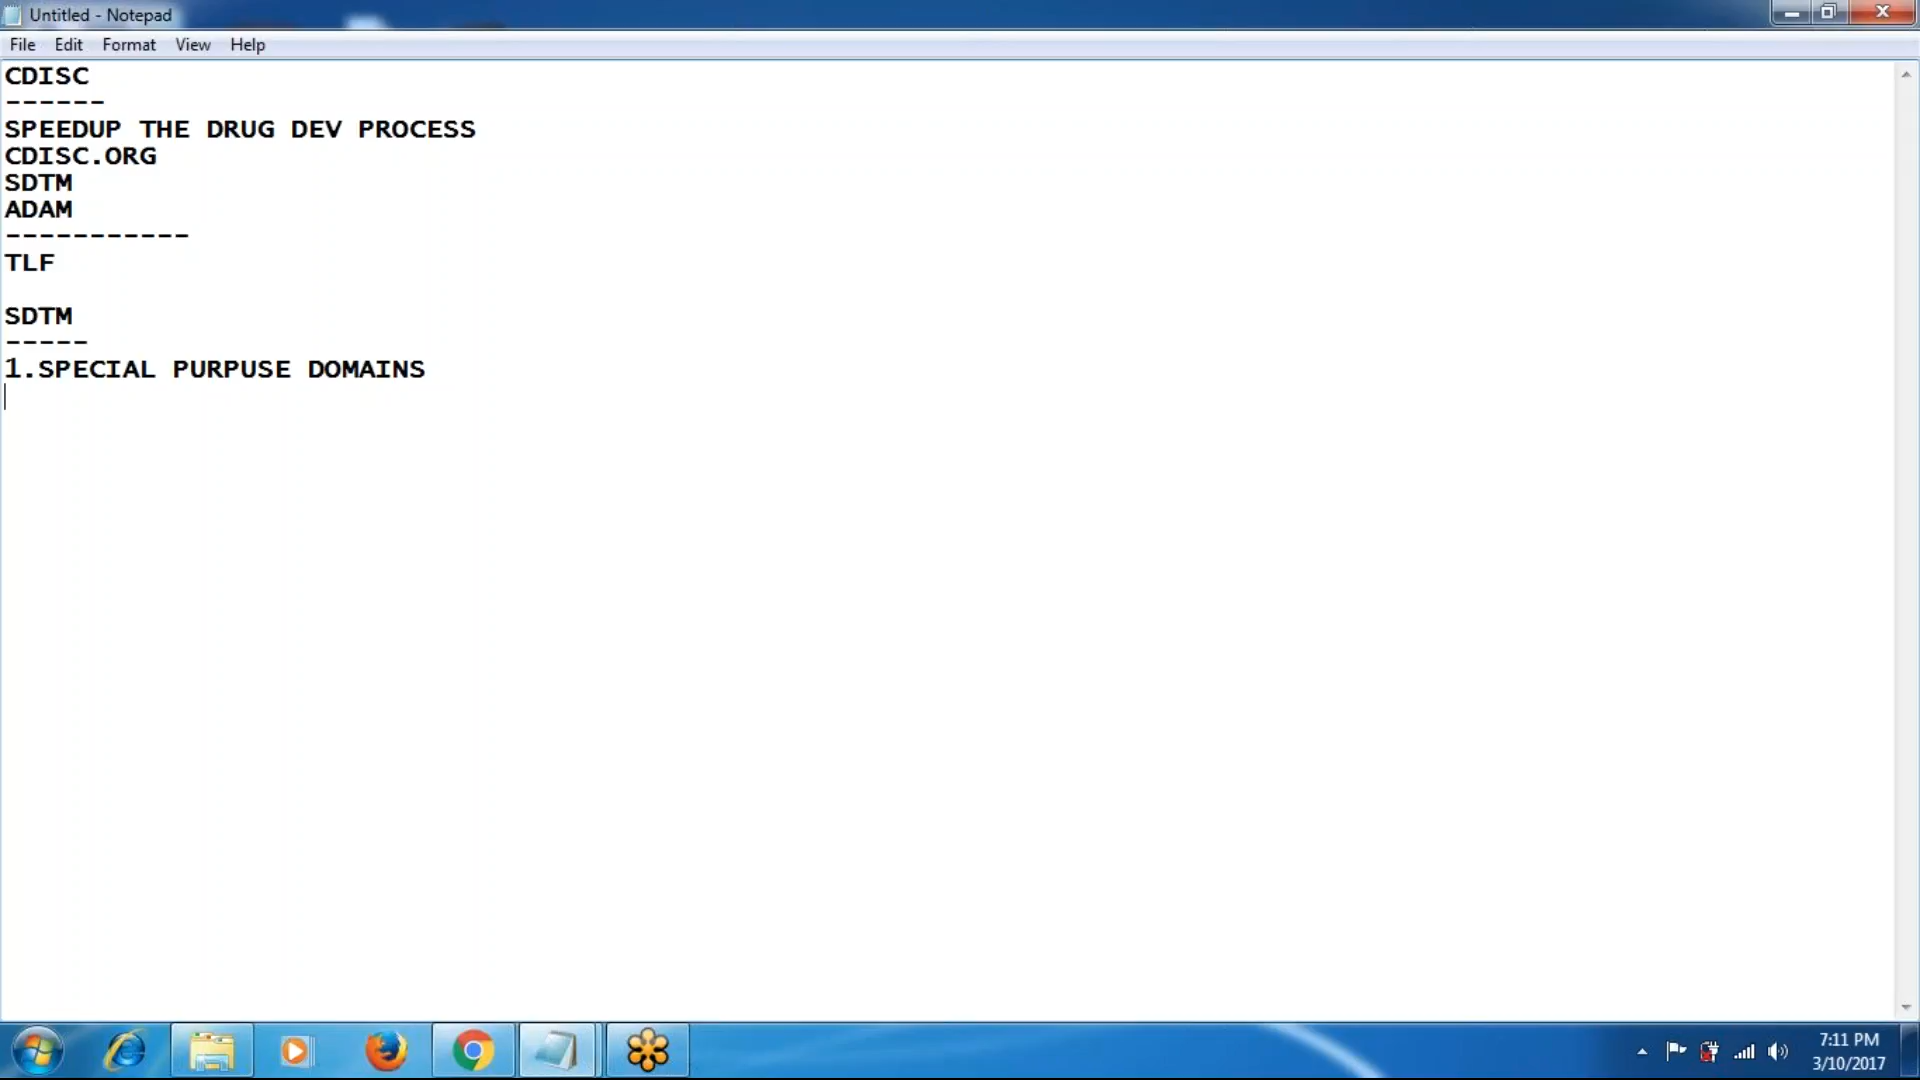 Untitled - Notepad
File Edit Format View Help
CDISC
------
SPEEDUP THE DRUG DEV PROCESS
CDISC.ORG
SDTM
ADAM
-----------
TLF
SDTM
-----
1.SPECIAL PURPUSE DOMAINS
7:11 PM
3/10/2017